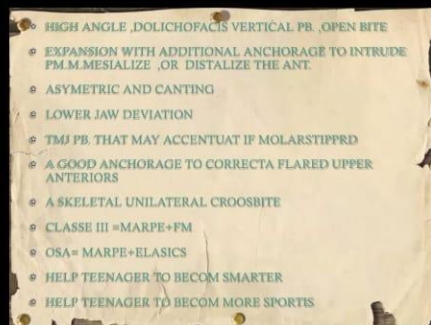 HIGH ANGLE ,DOLICHOFACIS VERTICAL PB. ,OPEN BITE
EXPANSION WITH ADDITIONAL ANCHORAGE TO INTRUDE
PM.M.MESIALIZE ,OR DISTALIZE THE ANT.
ASYMETRIC AND CANTING
LOWER JAW DEVIATION
TMJ PB. THAT MAY ACCENTUAT IF MOLARSTIPPRD
A GOOD ANCHORAGE TO CORRECTA FLARED UPPER
ANTERIORS
A SKELETAL UNILATERAL CROOSBITE
CLASSE III =MARPE+FM
OSA= MARPE+ELASICS
HELP TEENAGER TO BECOM SMARTER
HELP TEENAGER TO BECOM MORE SPORTIS